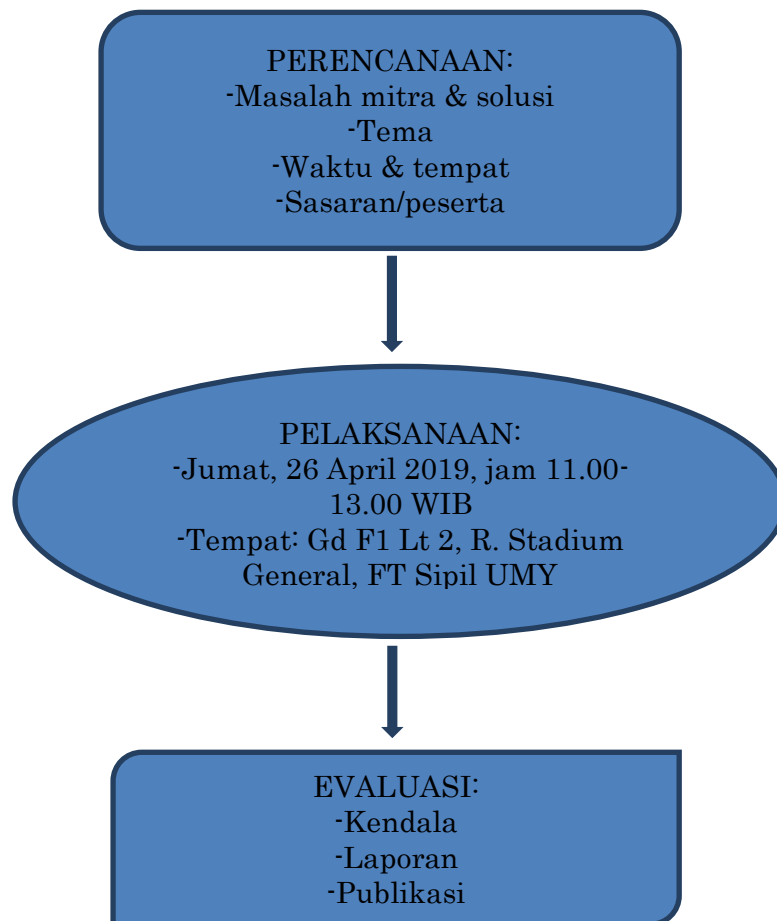 PERENCANAAN:
-Masalah mitra & solusi
-Tema
-Waktu & tempat
-Sasaran/peserta
PELAKSANAAN:
-Jumat, 26 April 2019, jam 11.00-
13.00 WIB
-Tempat: Gd F1 Lt 2, R. Stadium
General, FT Sipil UMY
EVALUASI:
-Kendala
-Laporan
-Publikasi